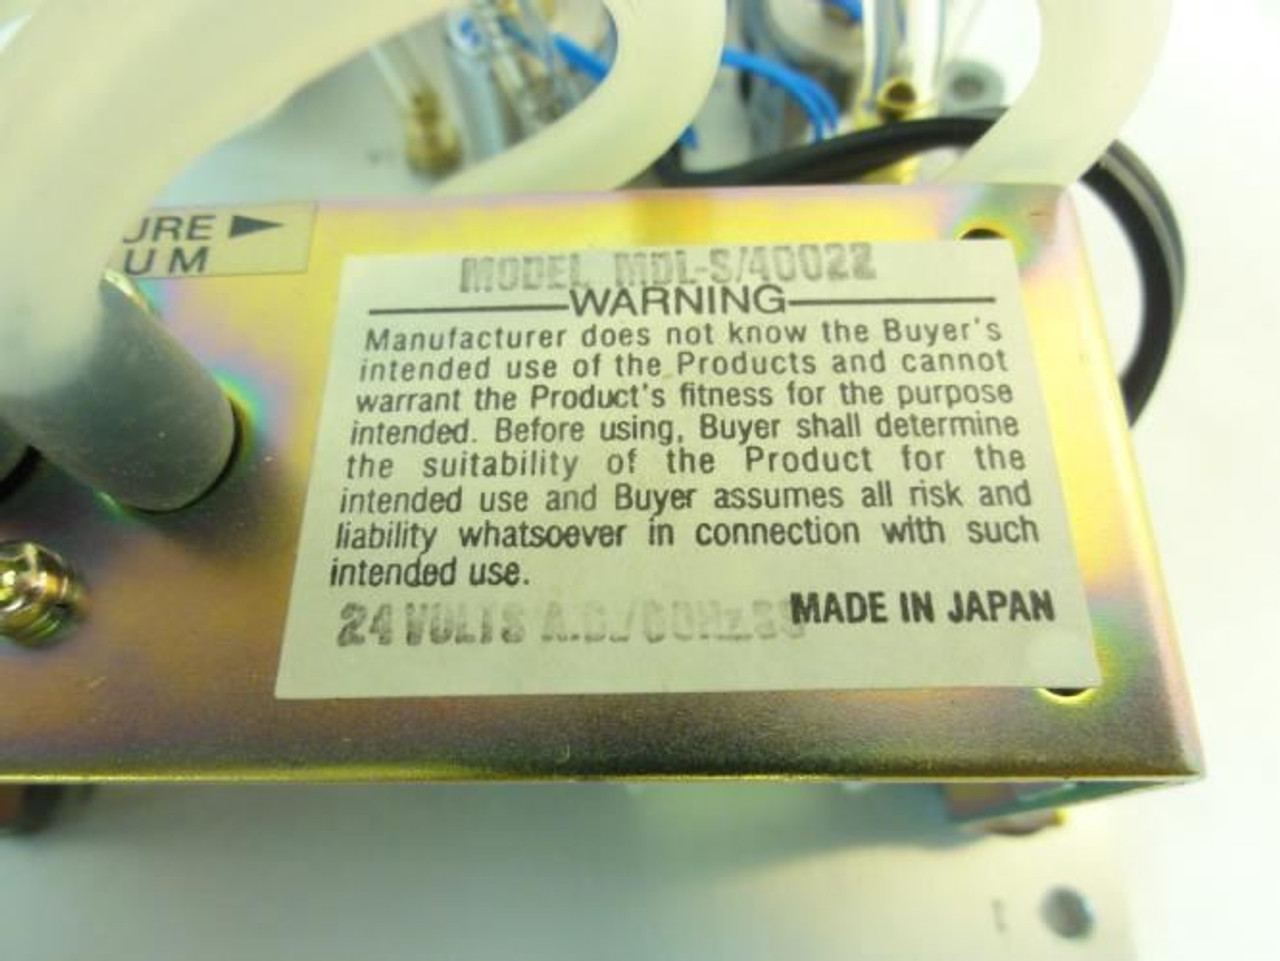 URE ▶
UM
MODEL MDL-S/40022
WARNING
Manufacturer does not know the Buyer's
intended use of the Products and cannot
warrant the Product's fitness for the purpose
intended. Before using, Buyer shall determine
the suitability of the Product for the
intended use and Buyer assumes all risk and
liability whatsoever in connection with such
intended use.
24 VOLTS A.C./60Hz.
MADE IN JAPAN